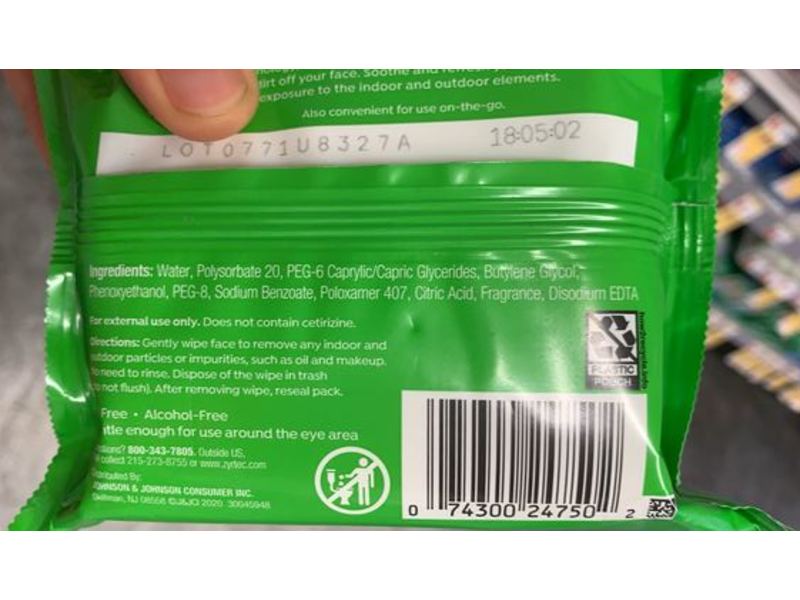 off your face. Soothe and
exposure to the indoor and outdoor elements.
Also convenient for use on-the-go.
LOT0771U8327A 18:05:02
Ingredients: Water, Polysorbate 20, PEG-6 Caprylic/Capric Glycerides, Butylene Glycol,
Phenoxyethanol, PEG-8, Sodium Benzoate, Poloxamer 407, Citric Acid, Fragrance, Disodium EDTA
For external use only. Does not contain cetirizine.
Directions: Gently wipe face to remove any indoor and
outdoor particles or impurities, such as oil and makeup.
No need to rinse. Dispose of the wipe in trash
(do not flush). After removing wipe, reseal pack.
Free • Alcohol-Free
enough for use around the eye area
800-343-7805. Outside US,
collect 215-273-8755 or www.zyrtec.com
Distributed By:
JOHNSON & JOHNSON CONSUMER INC.
Skillman, NJ 08558 ©J&JCI 2020 30045948
PLASTIC
POUCH
how2recycle.info
0 74300 24750 2